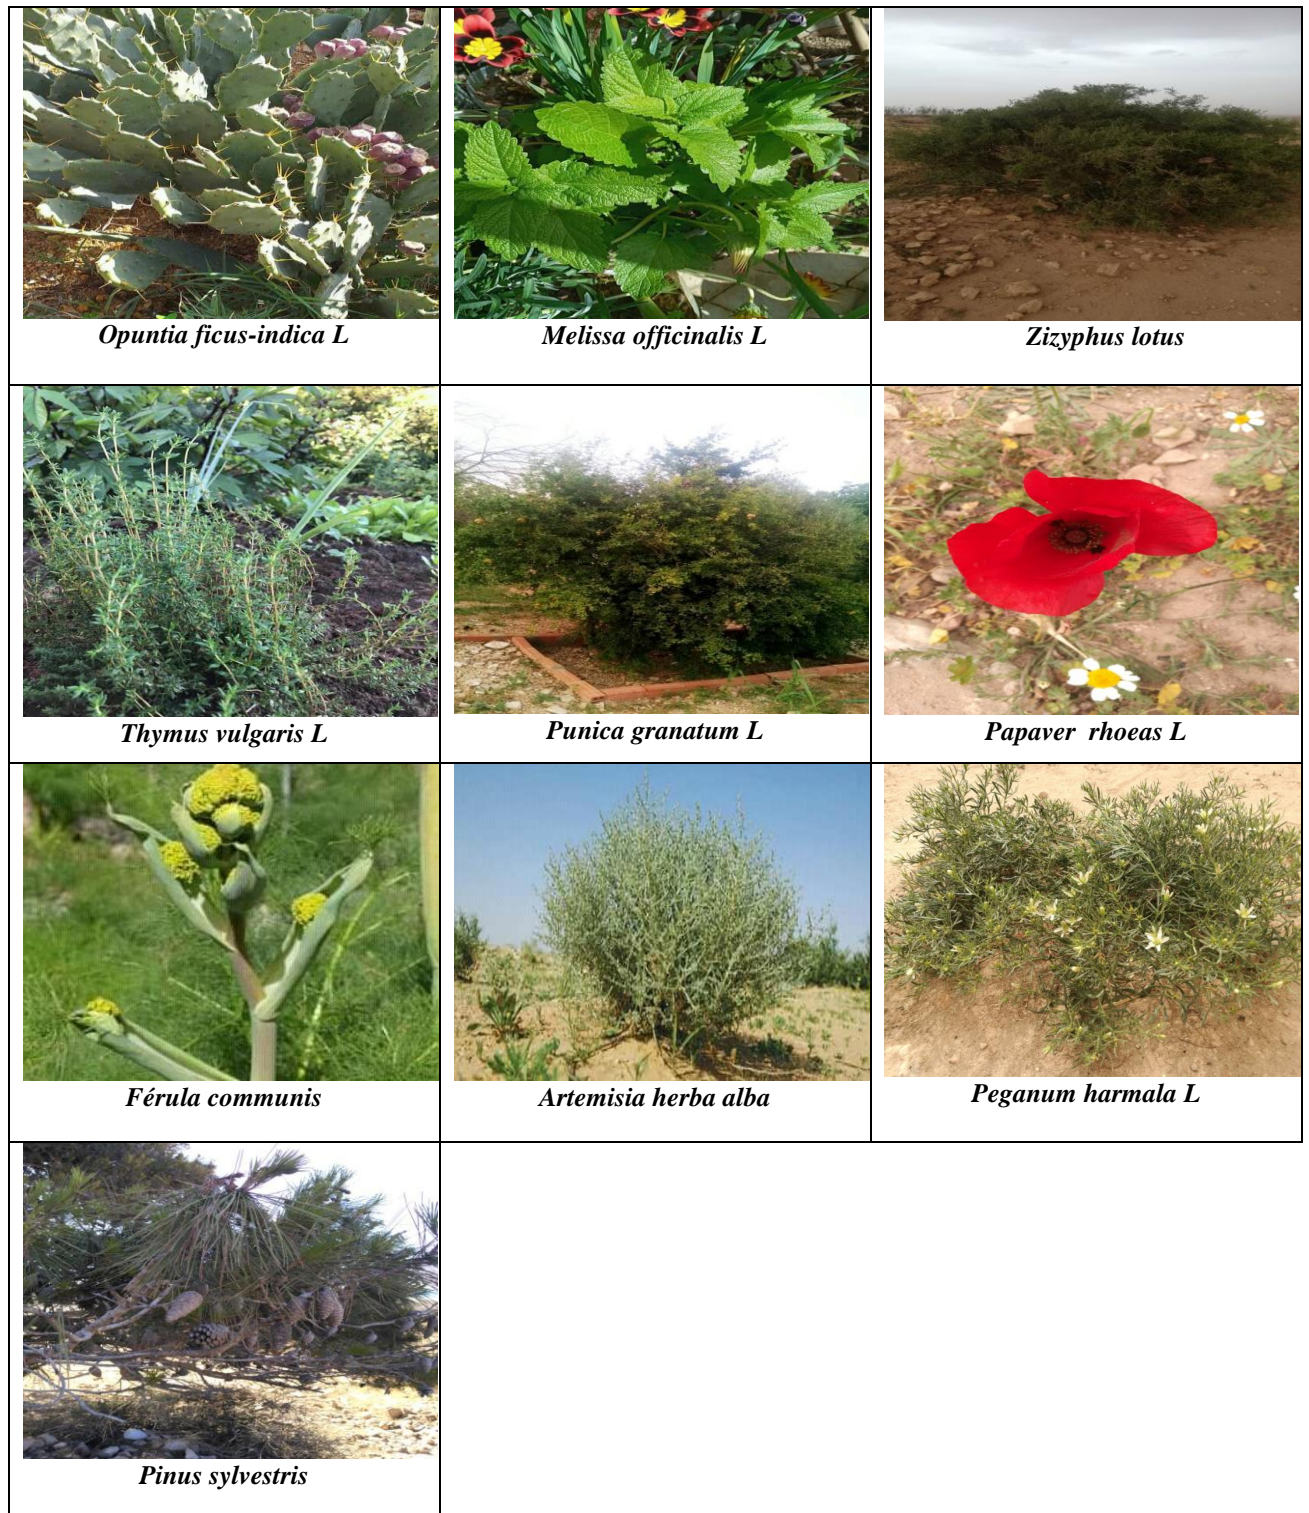 Opuntia ficus-indica L
Melissa officinalis L
Zizyphus lotus
Thymus vulgaris L
Punica granatum L
Papaver rhoeas L
Férula communis
Artemisia herba alba
Peganum harmala L
Pinus sylvestris